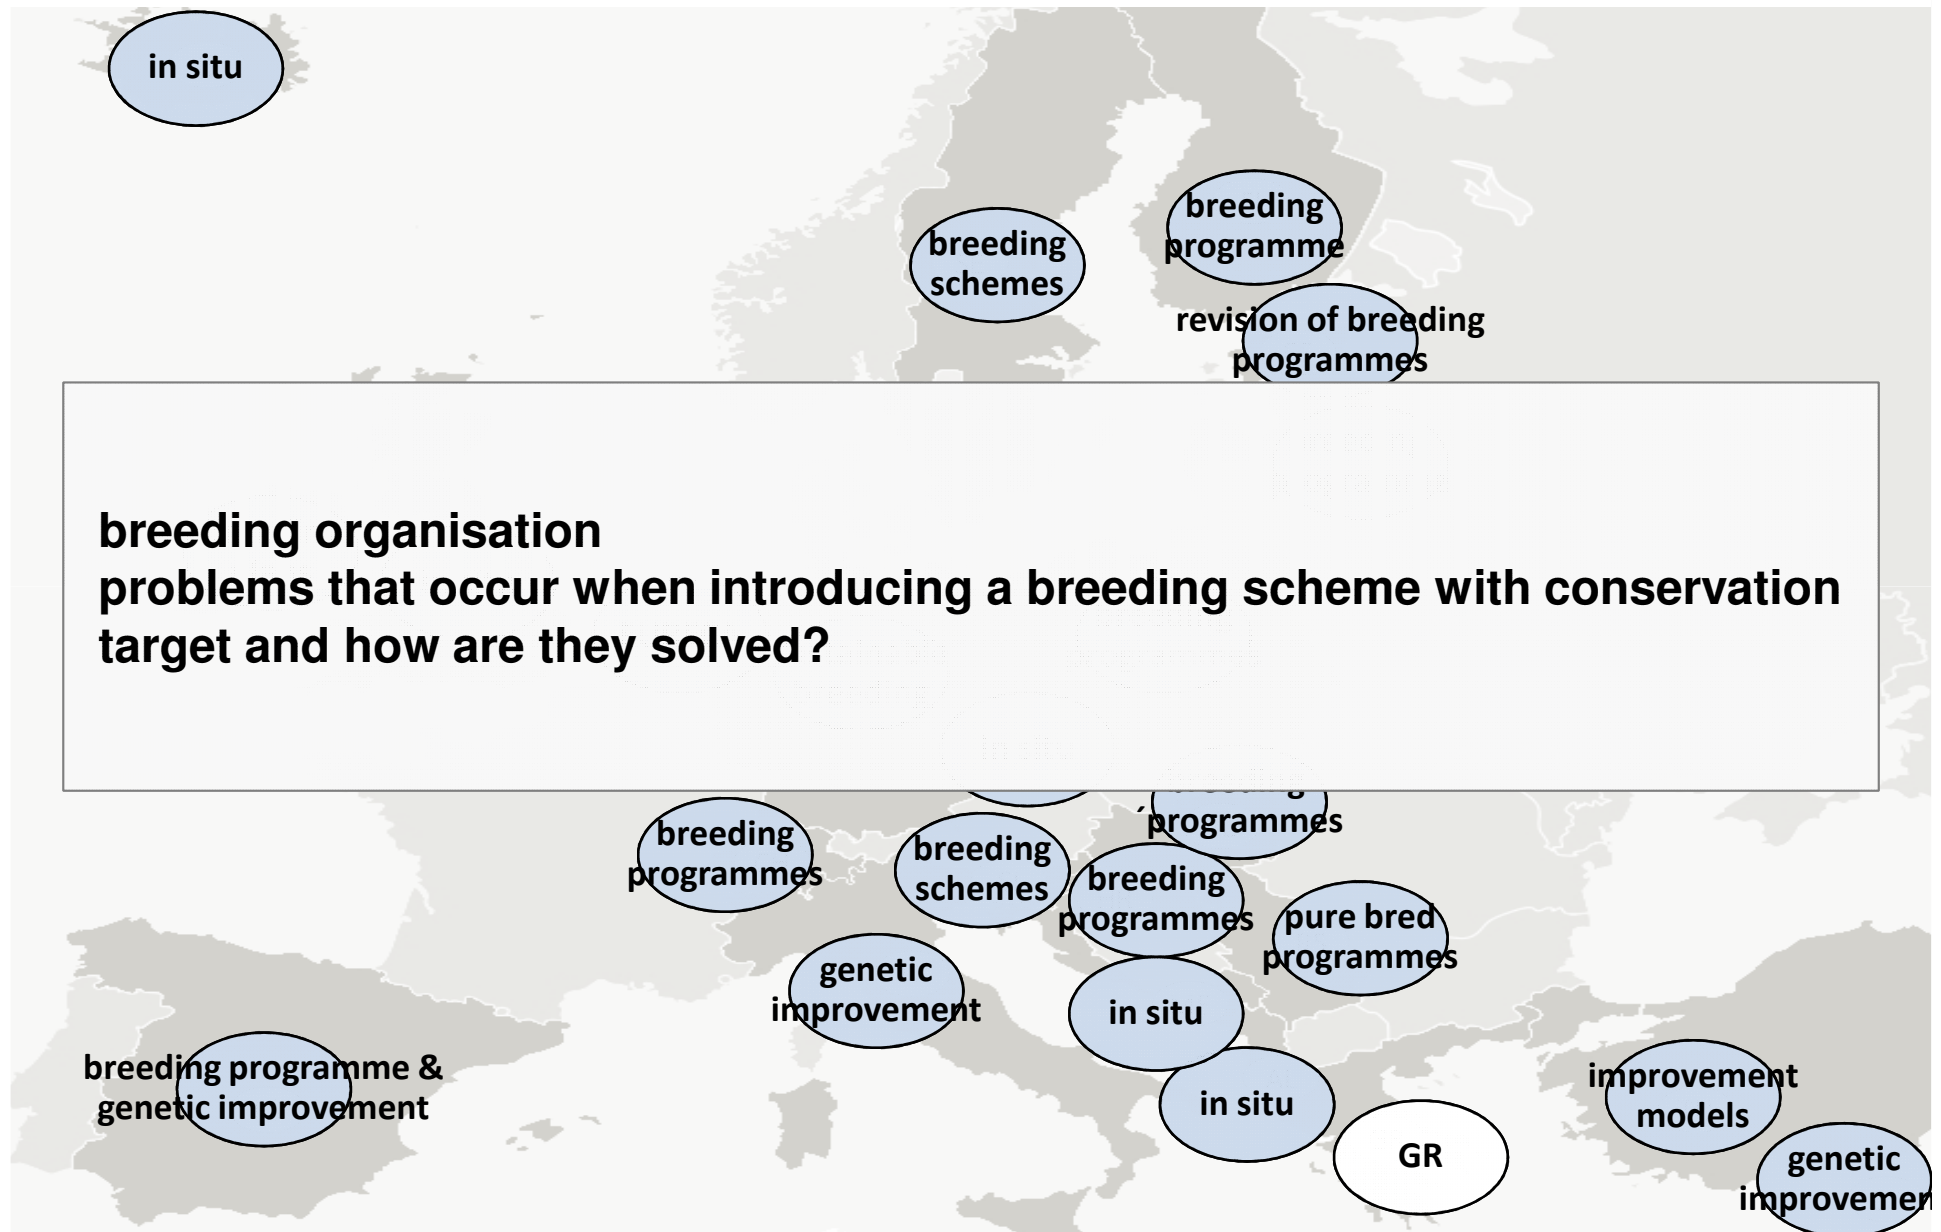 in situ
breeding
programme
breeding
schemes
revision of breeding
programmes
breeding organisation
problems that occur when introducing a breeding scheme with conservation
target and how are they solved?
´programmes
breeding
programmes
breeding
schemes
breeding
programmes
pure bred
programmes
genetic
improvement
in situ
breeding programme &
genetic improvement
in situ
improvement
models
GR
genetic